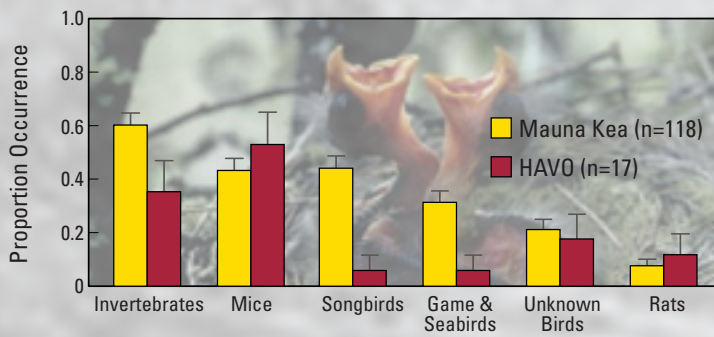 Proportion Occurrence
1.0
0.8
0.6
0.4
0.2
0
Mauna Kea (n=118)
HAVO (n=17)
Invertebrates
Mice
Songbirds
Game &
Seabirds
Unknown
Birds
Rats